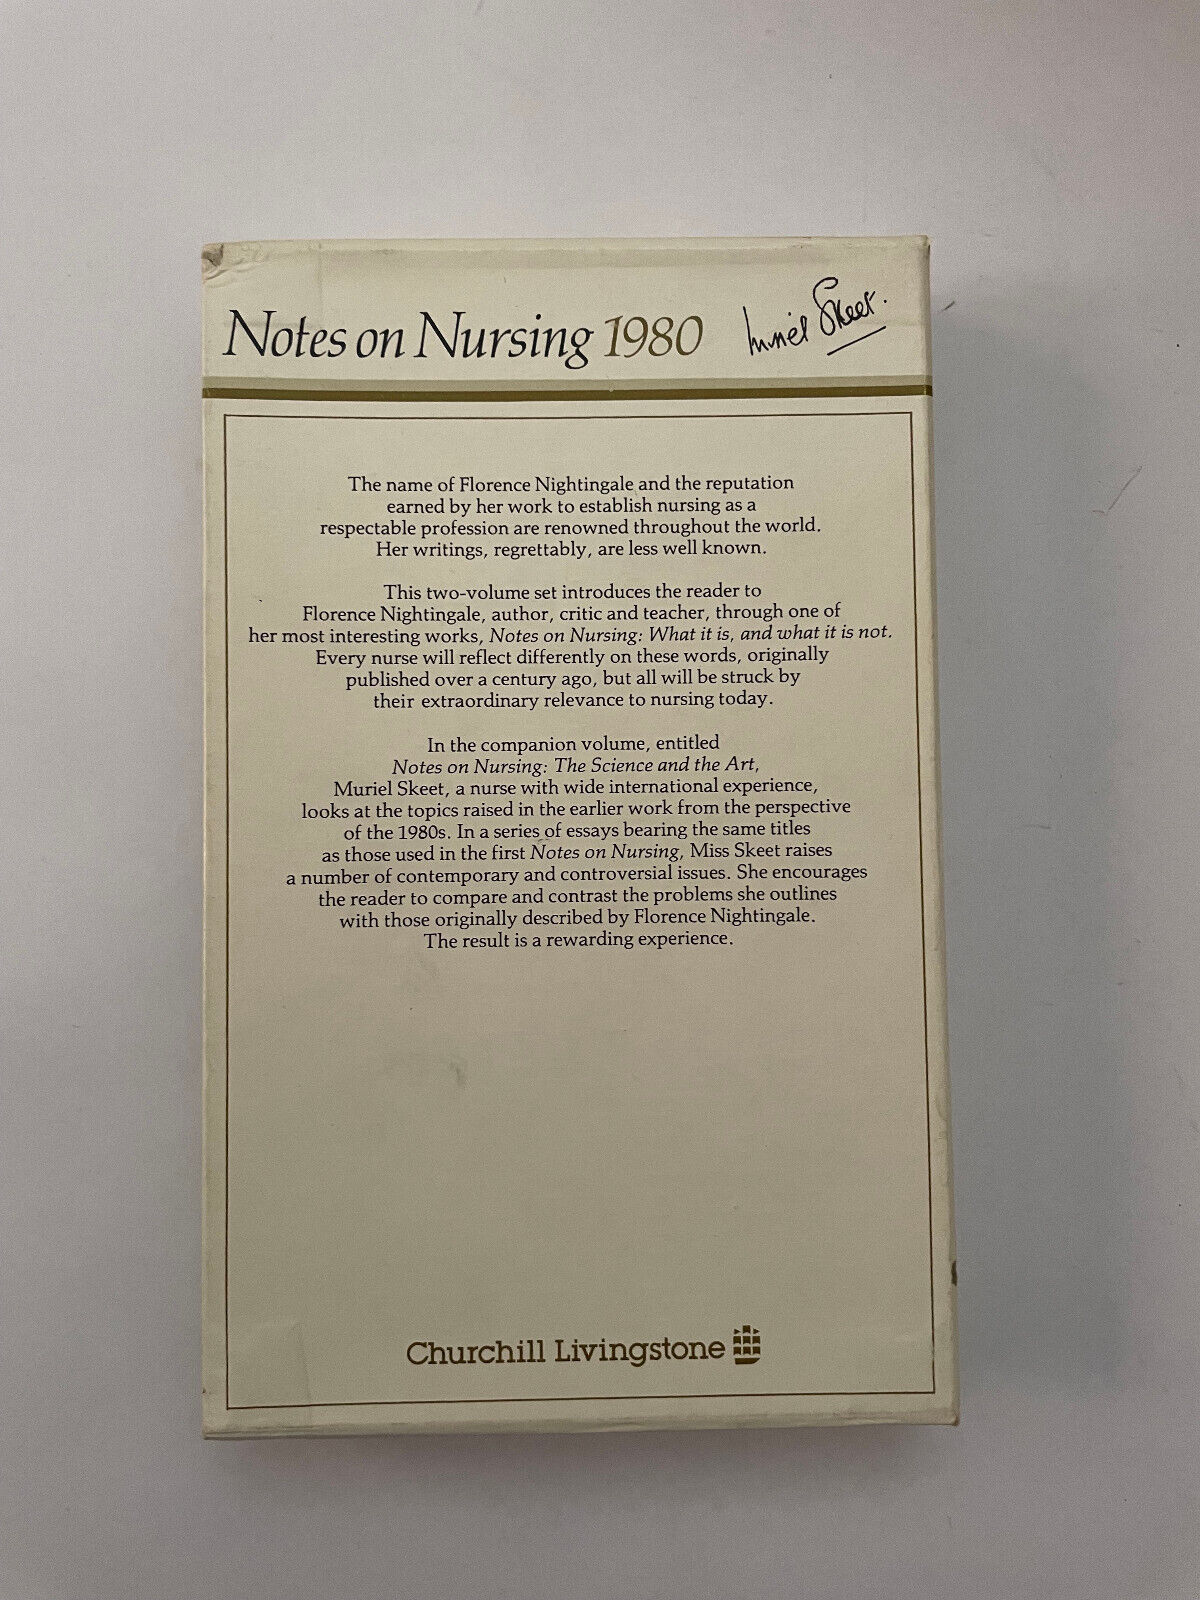 Notes on Nursing 1980 Muriel Skeet.
The name of Florence Nightingale and the reputation
earned by her work to establish nursing as a
respectable profession are renowned throughout the world.
Her writings, regrettably, are less well known.
This two-volume set introduces the reader to
Florence Nightingale, author, critic and teacher, through one of
her most interesting works, Notes on Nursing: What it is, and what it is not.
Every nurse will reflect differently on these words, originally
published over a century ago, but all will be struck by
their extraordinary relevance to nursing today.
In the companion volume, entitled
Notes on Nursing: The Science and the Art,
Muriel Skeet, a nurse with wide international experience,
looks at the topics raised in the earlier work from the perspective
of the 1980s. In a series of essays bearing the same titles
as those used in the first Notes on Nursing, Miss Skeet raises
a number of contemporary and controversial issues. She encourages
the reader to compare and contrast the problems she outlines
with those originally described by Florence Nightingale.
The result is a rewarding experience.
Churchill Livingstone